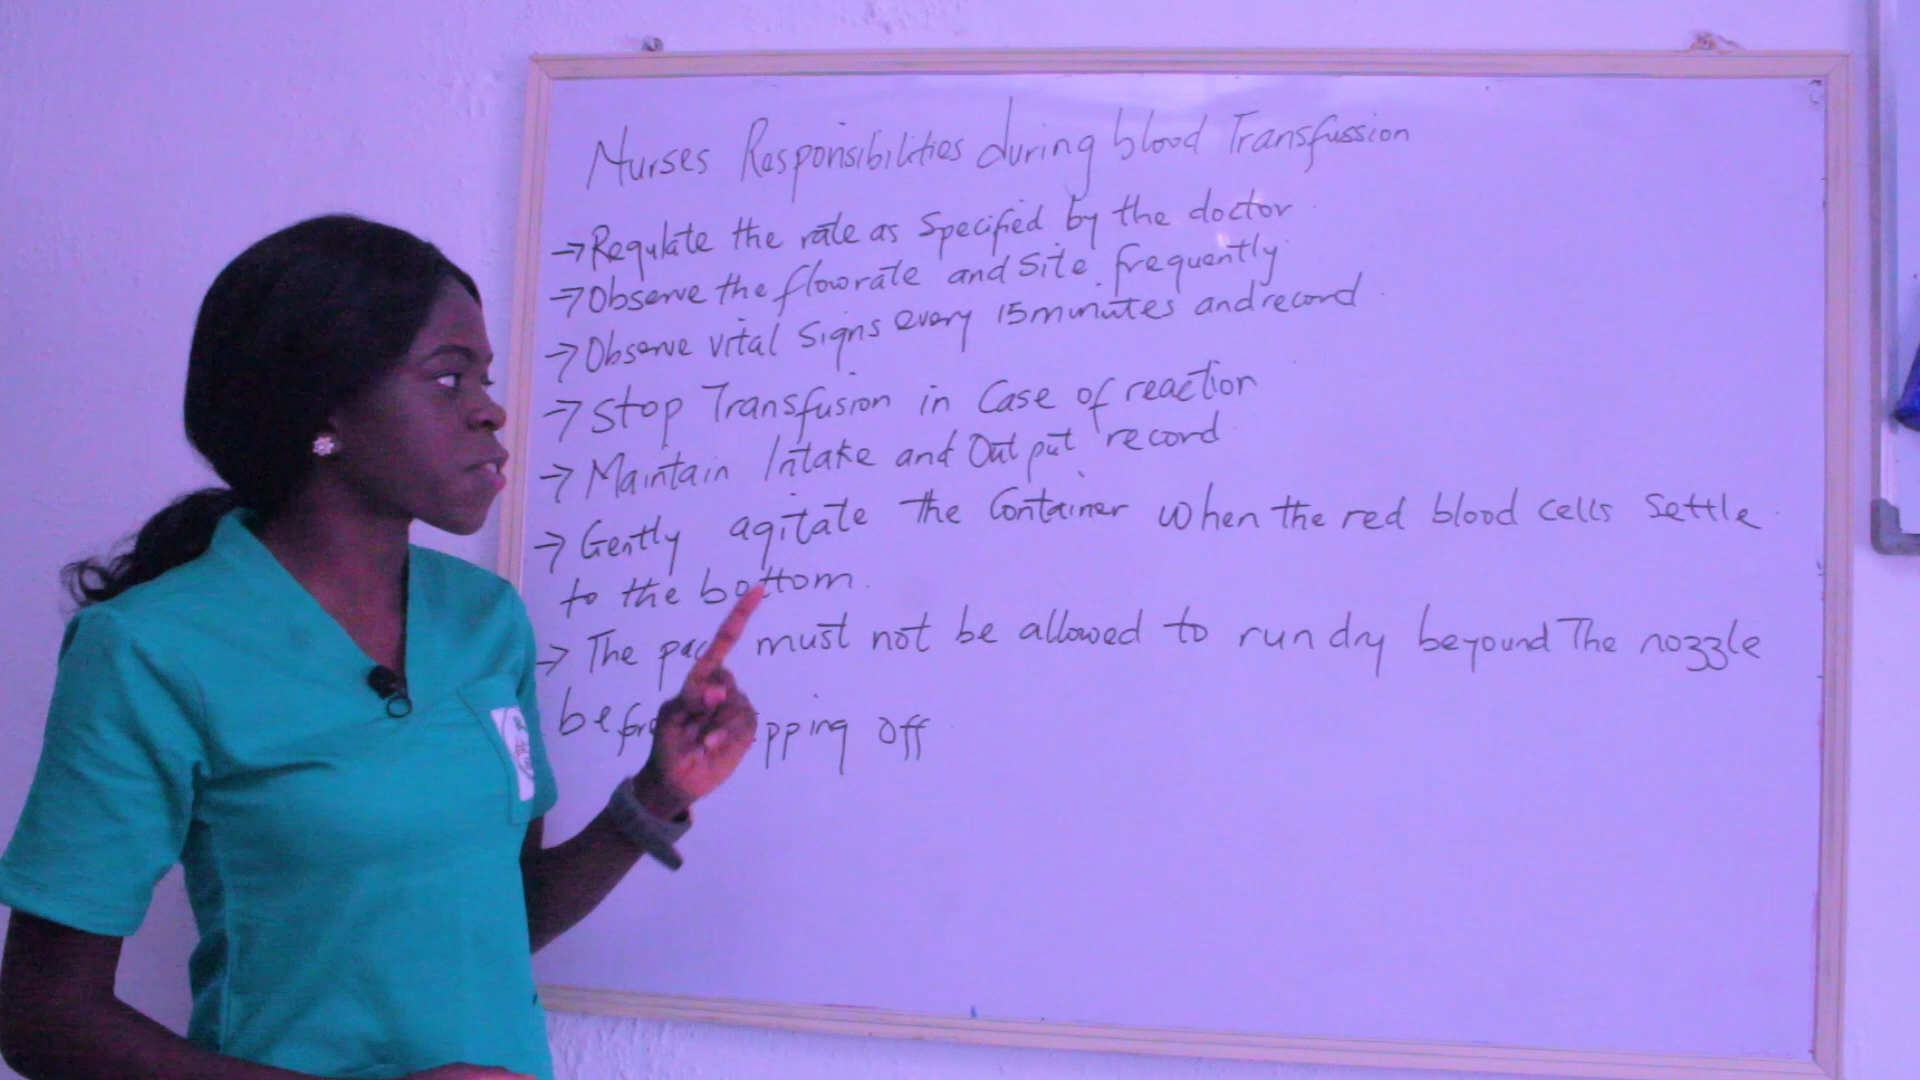 Nurses Responsibilities during blood Transfussion
→ Regulate the rate as Specified by the doctor
→ Observe the flowrate and Site frequently
→ Observe vital Signs every 15 minutes and record
→ Stop Transfusion in Case of reaction
→ Maintain Intake and Output record
→ Gently agitate the Container when the red blood cells Settle
to the bottom.
→ The must not be allowed to run dry beyound The nozzle
off